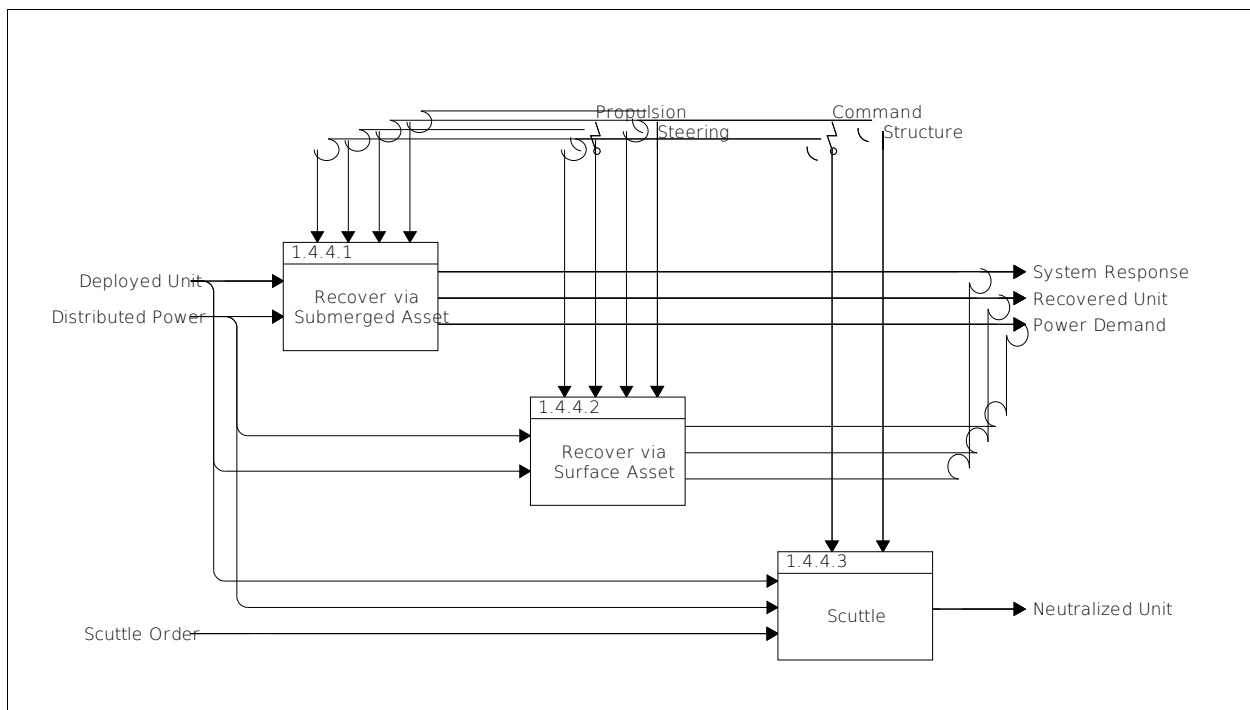 Propulsion
Command
Steering
Structure
1.4.4.1
Deployed Unit
Recover via
Submerged Asset
Distributed Power
System Response
Recovered Unit
Power Demand
1.4.4.2
Recover via
Surface Asset
1.4.4.3
Scuttle
Neutralized Unit
Scuttle Order